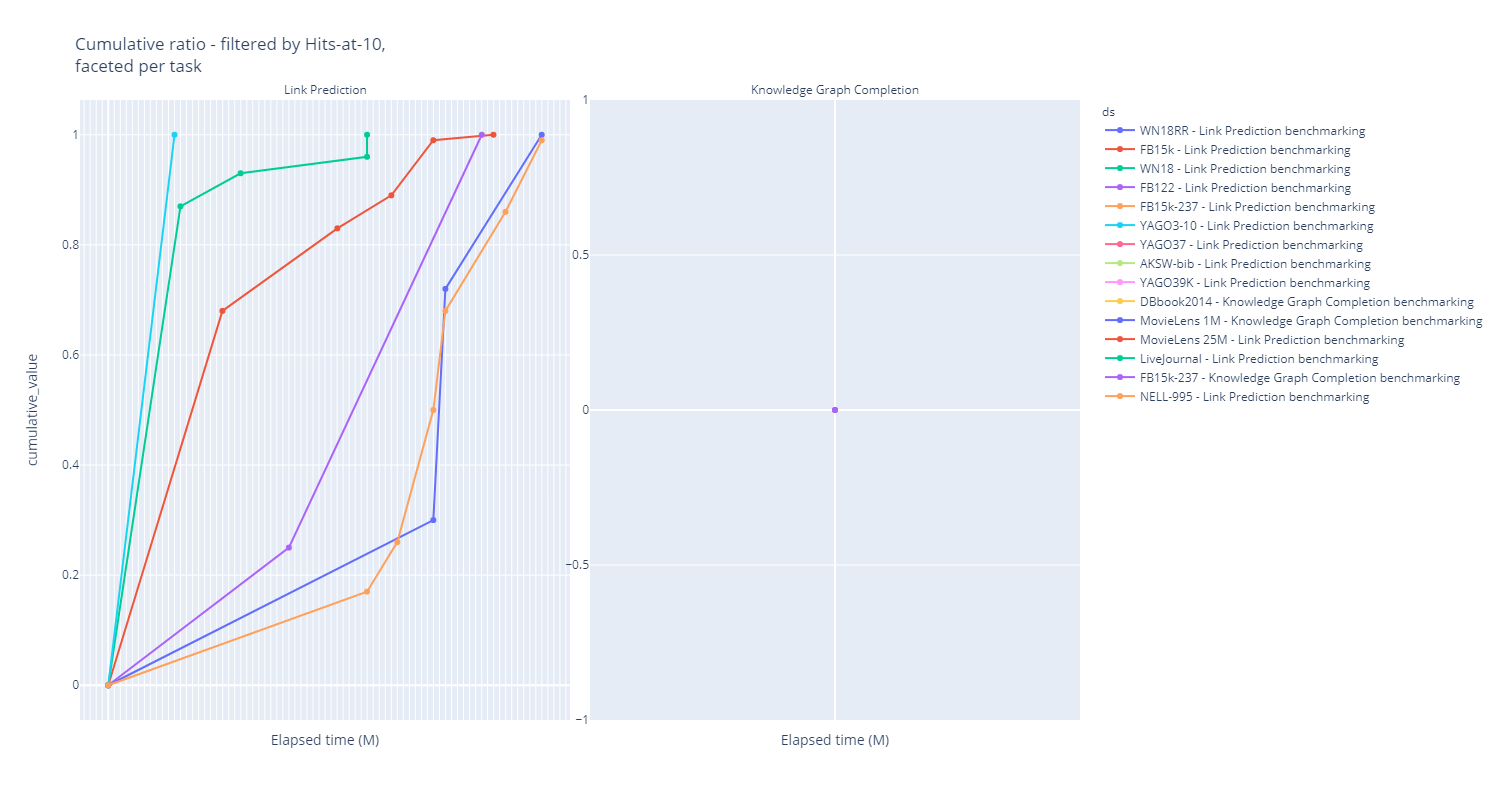 Cumulative ratio - filtered by Hits-at-10,
faceted per task
Link Prediction
Knowledge Graph Completion
cumulative_value
1
0.8
0.6
0.4
0.2
0
Elapsed time (M)
1
0.5
0
−0.5
−1
Elapsed time (M)
ds
WN18RR - Link Prediction benchmarking
FB15k - Link Prediction benchmarking
WN18 - Link Prediction benchmarking
FB122 - Link Prediction benchmarking
FB15k-237 - Link Prediction benchmarking
YAGO3-10 - Link Prediction benchmarking
YAGO37 - Link Prediction benchmarking
AKSW-bib - Link Prediction benchmarking
YAGO39K - Link Prediction benchmarking
DBbook2014 - Knowledge Graph Completion benchmarking
MovieLens 1M - Knowledge Graph Completion benchmarking
MovieLens 25M - Link Prediction benchmarking
LiveJournal - Link Prediction benchmarking
FB15k-237 - Knowledge Graph Completion benchmarking
NELL-995 - Link Prediction benchmarking